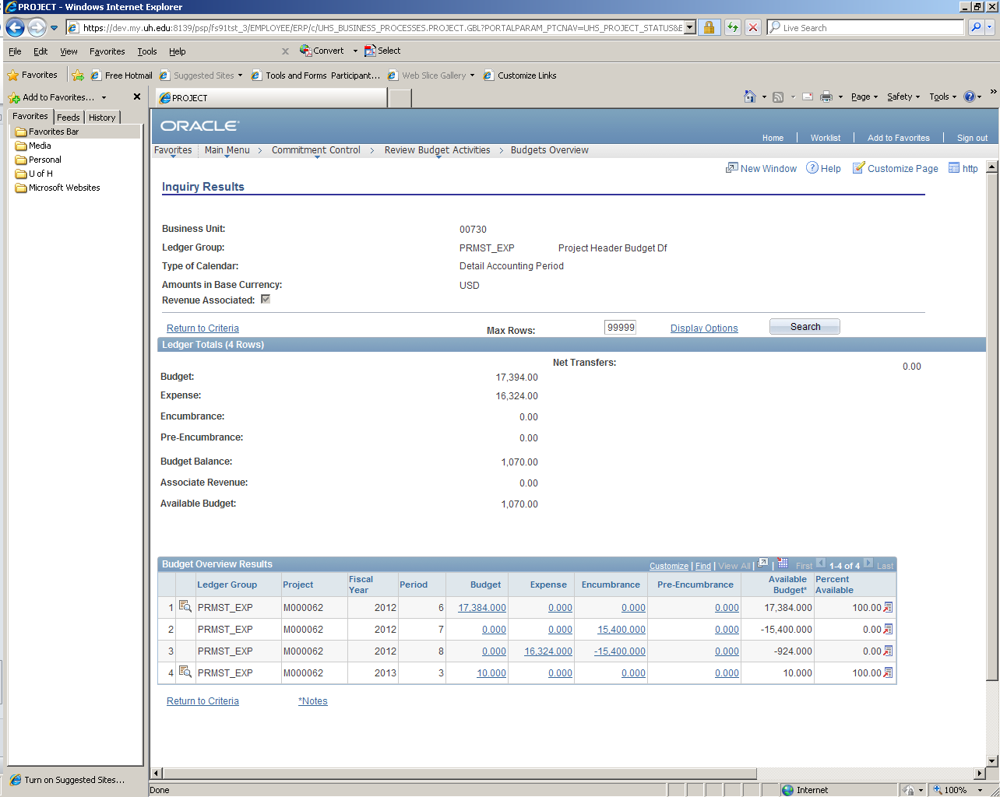 PROJECT - Windows Internet Explorer
https://dev.my.uh.edu:8139/psp/fs91tst_3/EMPLOYEE/ERP/c/UHS_BUSINESS_PROCESSES.PROJECT.GBL?PORTALPARAM_PTCNAV=UHS_PROJECT_STATUS&E
Live Search
File Edit View Favorites Tools Help x Convert Select
Favorites Free Hotmail Suggested Sites Tools and Forms Participant... Web Slice Gallery Customize Links
Add to Favorites... x PROJECT Page Safety Tools »
Favorites Feeds History
Favorites Bar
Media
Personal
U of H
Microsoft Websites
ORACLE
Home Worklist Add to Favorites Sign out
Favorites Main Menu > Commitment Control > Review Budget Activities > Budgets Overview
New Window Help Customize Page http
Inquiry Results
Business Unit: 00730
Ledger Group: PRMST_EXP Project Header Budget Df
Type of Calendar: Detail Accounting Period
Amounts in Base Currency: USD
Revenue Associated:
Return to Criteria Max Rows: 99999 Display Options Search
Ledger Totals (4 Rows)
Net Transfers: 0.00
Budget: 17,394.00
Expense: 16,324.00
Encumbrance: 0.00
Pre-Encumbrance: 0.00
Budget Balance: 1,070.00
Associate Revenue: 0.00
Available Budget: 1,070.00
Budget Overview Results Customize | Find | View All | | First 1-4 of 4 Last
Ledger Group Project Fiscal Year Period Budget Expense Encumbrance Pre-Encumbrance Available Budget* Percent Available
1 PRMST_EXP M000062 2012 6 17,384.000 0.000 0.000 0.000 17,384.000 100.00
2 PRMST_EXP M000062 2012 7 0.000 0.000 15,400.000 0.000 -15,400.000 0.00
3 PRMST_EXP M000062 2012 8 0.000 16,324.000 -15,400.000 0.000 -924.000 0.00
4 PRMST_EXP M000062 2013 3 10.000 0.000 0.000 0.000 10.000 100.00
Return to Criteria *Notes
Turn on Suggested Sites...
Done Internet 100%